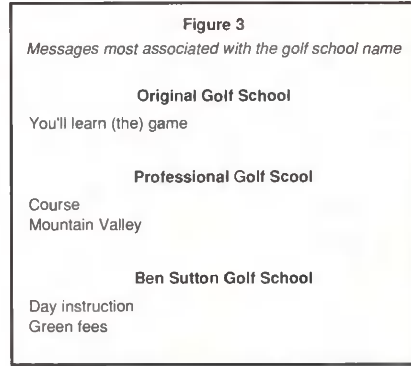 Figure 3
Messages most associated with the golf school name
Original Golf School
You'll learn (the) game
Professional Golf Scool
Course
Mountain Valley
Ben Sutton Golf School
Day instruction
Green fees